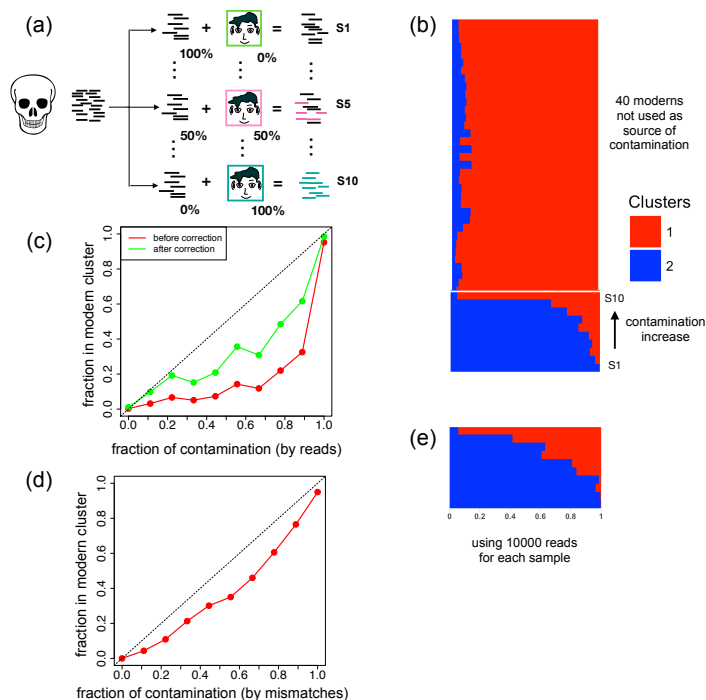 (a)
+
=
S1
100%
0%
+
=
S5
50%
50%
+
=
S10
0%
100%
(b)
40 moderns
not used as
source of
contamination
Clusters
1
2
S10
contamination
increase
S1
(c)
before correction
after correction
fraction in modern cluster
0.0
0.2
0.4
0.6
0.8
1.0
0.0
0.2
0.4
0.6
0.8
1.0
fraction of contamination (by reads)
(d)
fraction in modern cluster
0.0
0.2
0.4
0.6
0.8
1.0
0.0
0.2
0.4
0.6
0.8
1.0
fraction of contamination (by mismatches)
(e)
0
0.2
0.4
0.6
0.8
1
using 10000 reads
for each sample